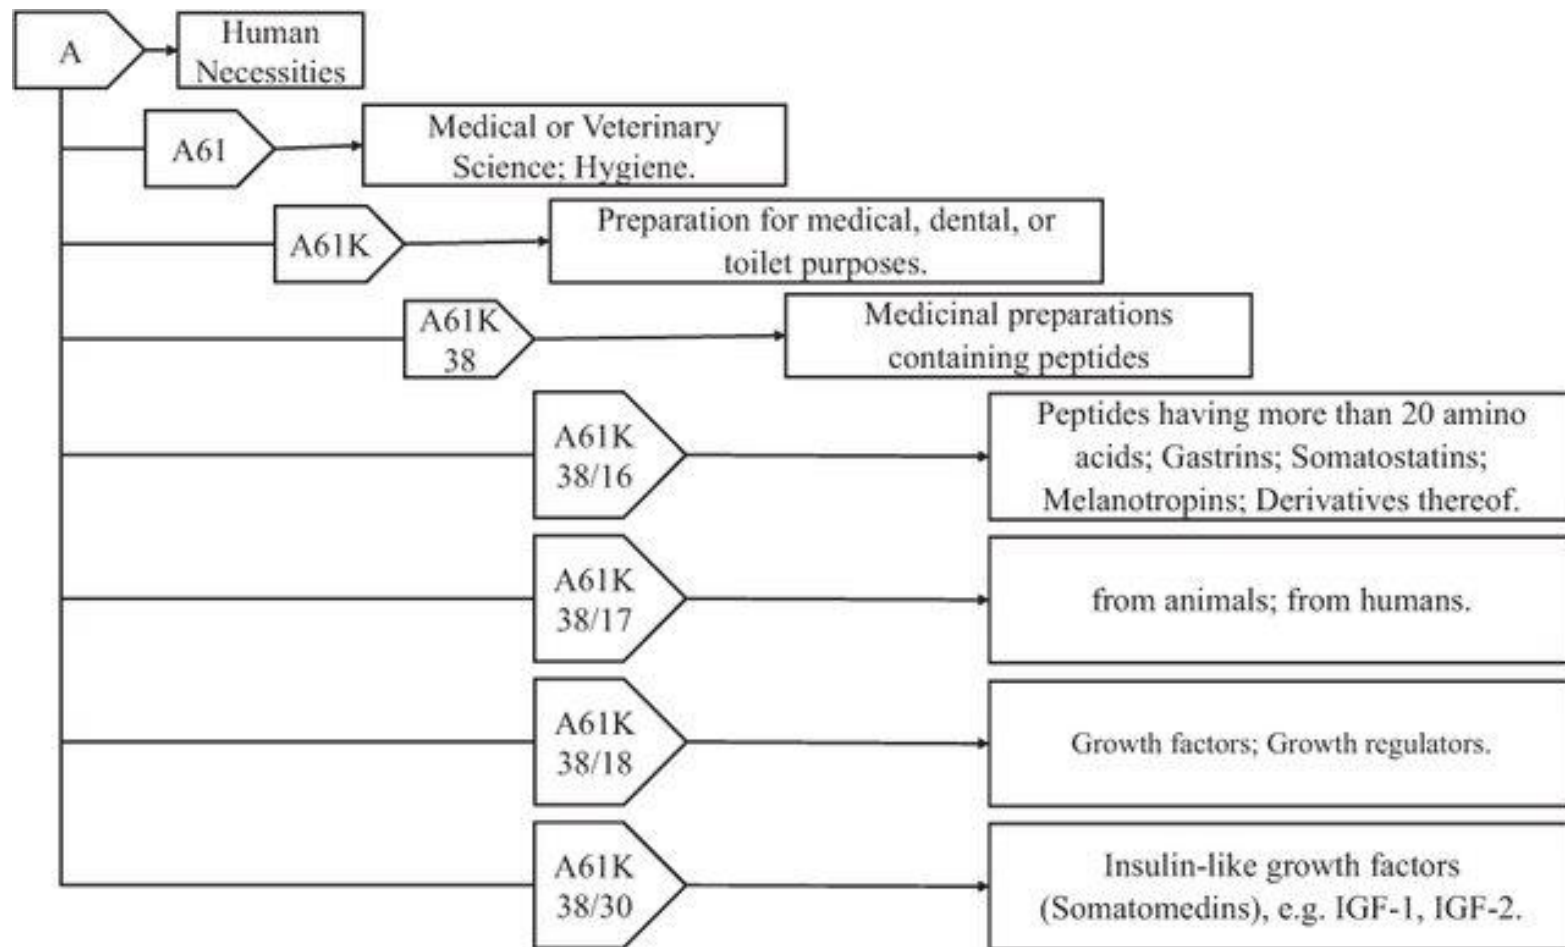 A
Human
Necessities
A61
Medical or Veterinary
Science; Hygiene.
A61K
Preparation for medical, dental, or
toilet purposes.
A61K
38
Medicinal preparations
containing peptides
A61K
38/16
Peptides having more than 20 amino
acids; Gastrins; Somatostatins;
Melanotropins; Derivatives thereof.
A61K
38/17
from animals; from humans.
A61K
38/18
Growth factors; Growth regulators.
A61K
38/30
Insulin-like growth factors
(Somatomedins), e.g. IGF-1, IGF-2.